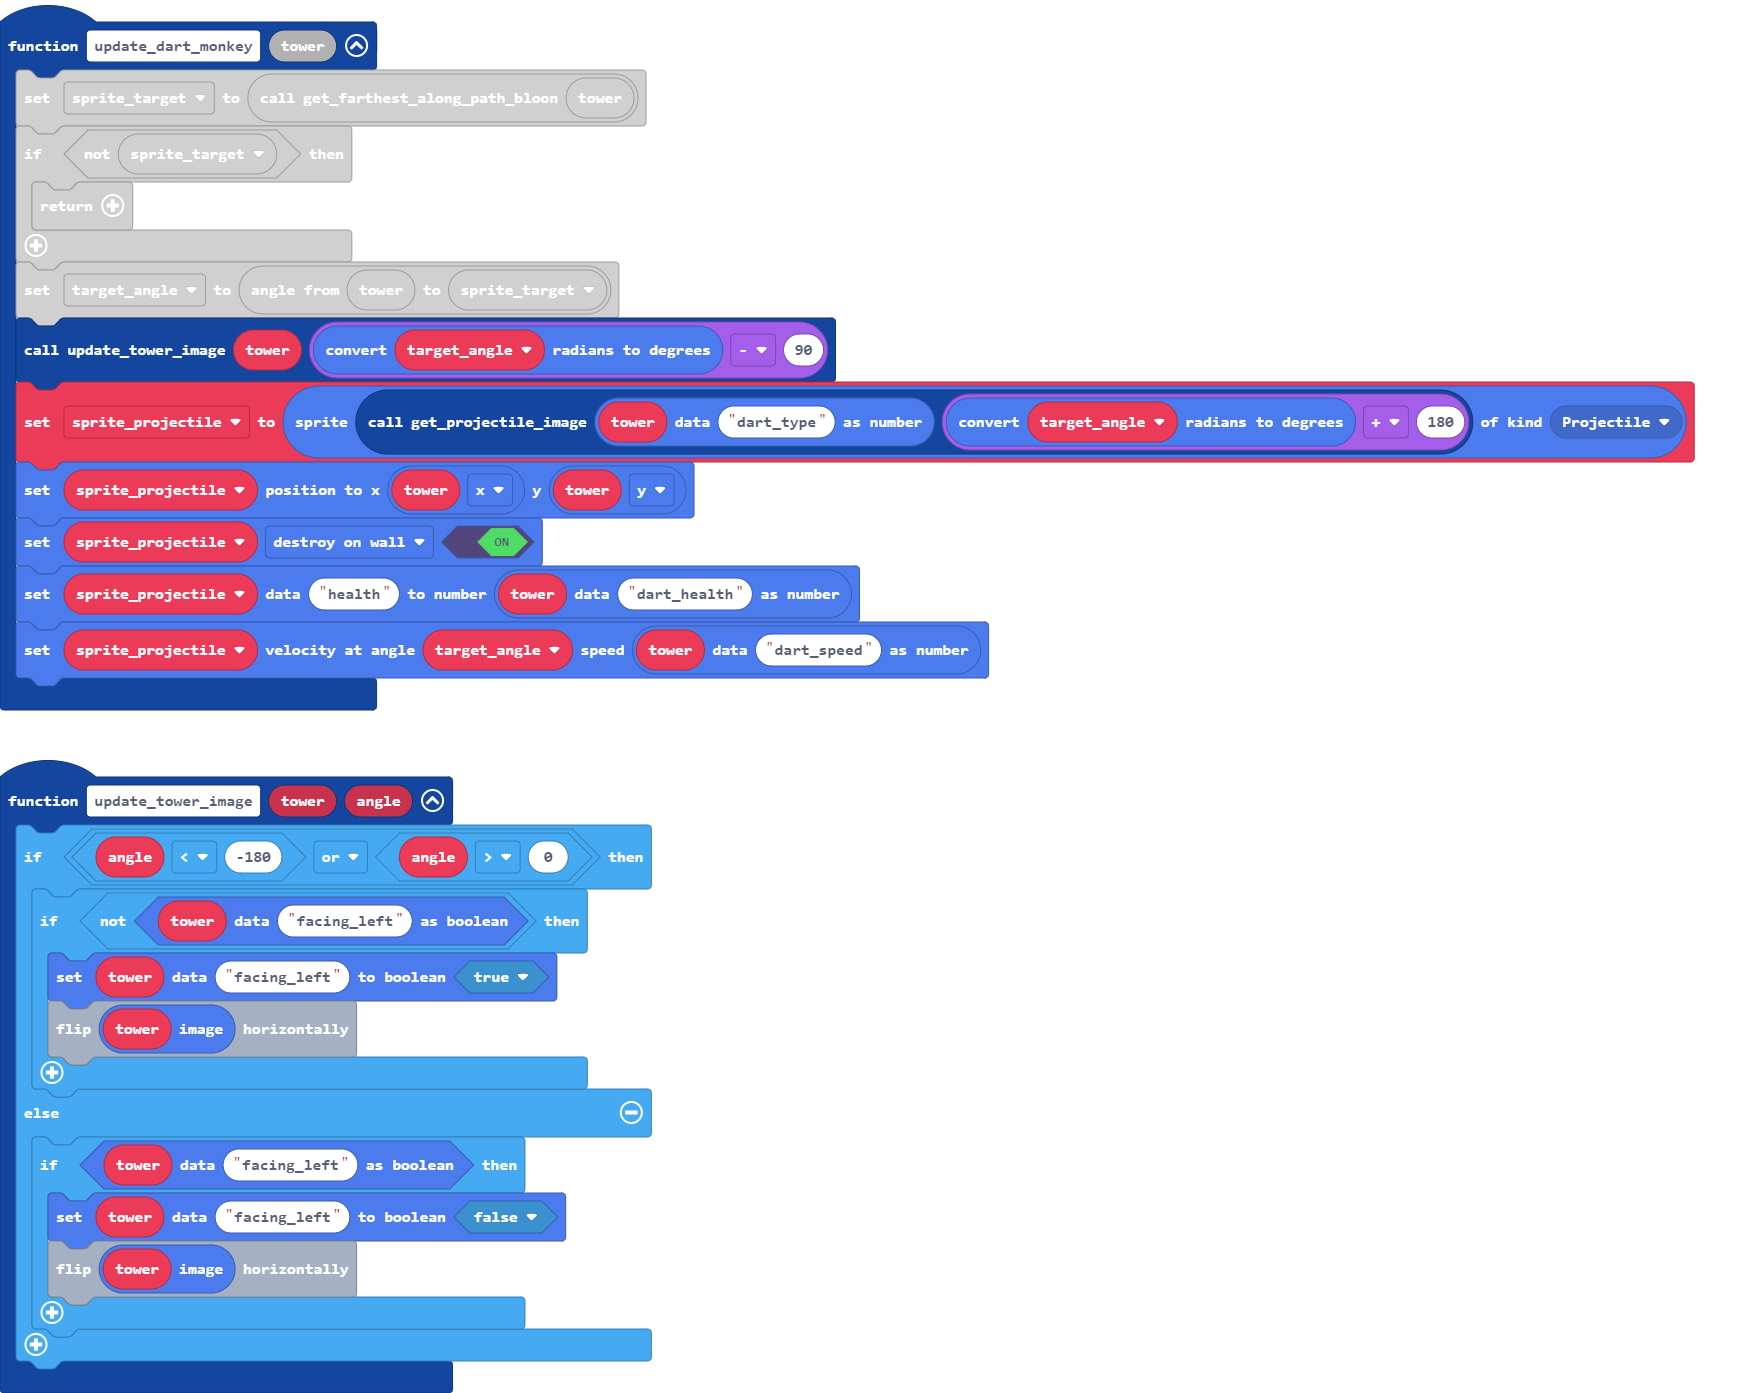 function update_dart_monkey tower
set sprite_target to call get_farthest_along_path_bloon tower
if not sprite_target then
return
set target_angle to angle from tower to sprite_target
call update_tower_image tower convert target_angle radians to degrees - 90
set sprite_projectile to sprite call get_projectile_image tower data "dart_type" as number convert target_angle radians to degrees + 180 of kind Projectile
set sprite_projectile position to x tower x y tower y
set sprite_projectile destroy on wall ON
set sprite_projectile data "health" to number tower data "dart_health" as number
set sprite_projectile velocity at angle target_angle speed tower data "dart_speed" as number
function update_tower_image tower angle
if angle < -180 or angle > 0 then
if not tower data "facing_left" as boolean then
set tower data "facing_left" to boolean true
flip tower image horizontally
else
if tower data "facing_left" as boolean then
set tower data "facing_left" to boolean false
flip tower image horizontally